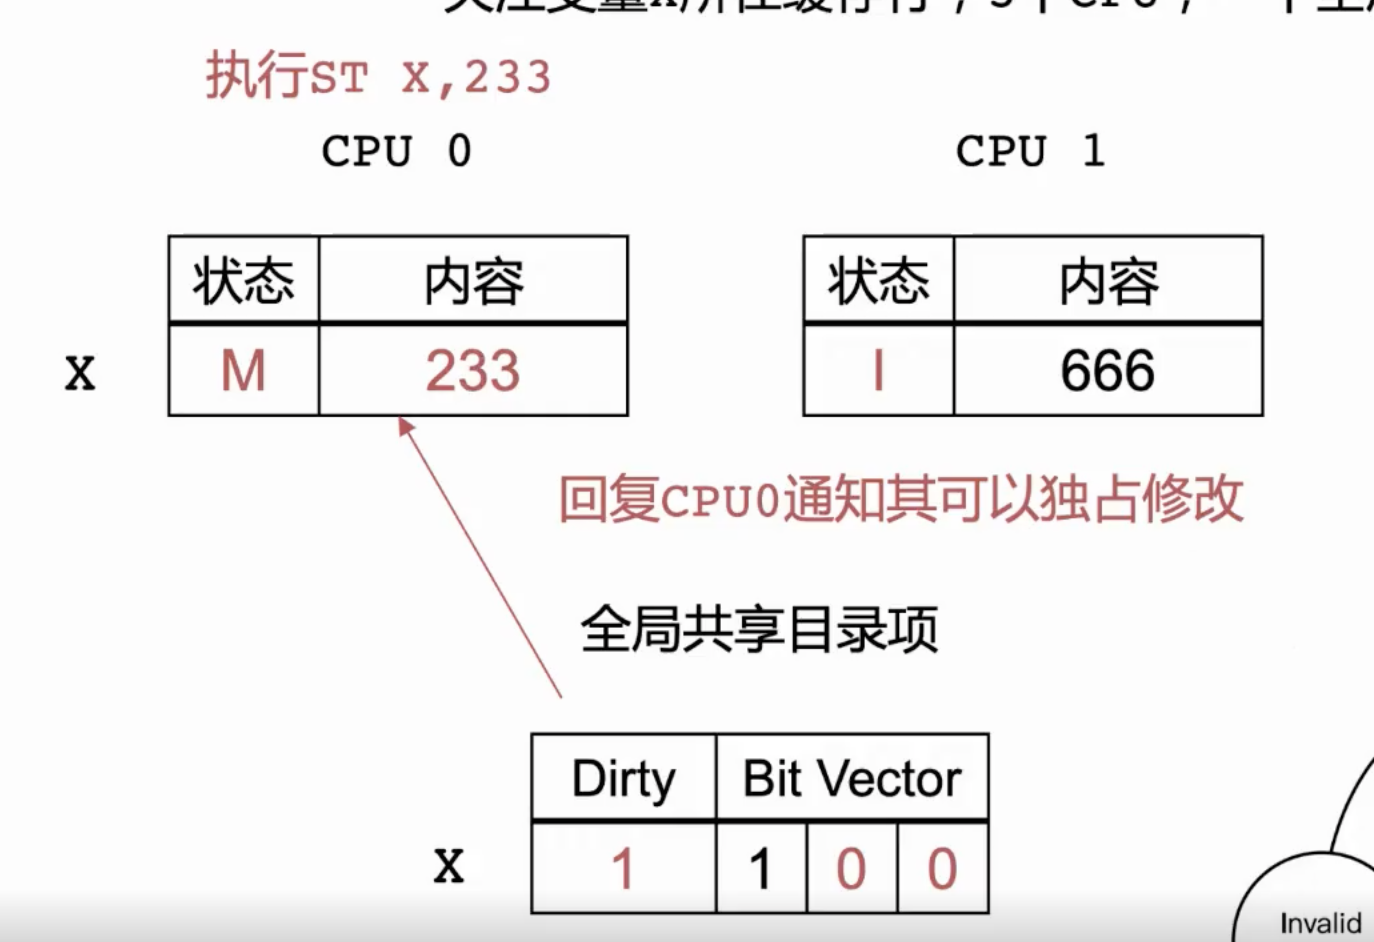 执行ST X,233
CPU 0 CPU 1
状态 内容 状态 内容
X M 233 I 666
回复CPU0通知其可以独占修改
全局共享目录项
Dirty Bit Vector
X 1 1 0 0
Invalid